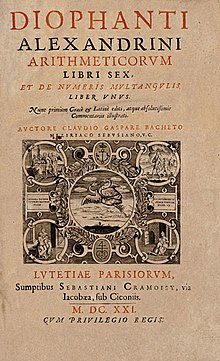 DIOPHANTI
ALEXANDRINI
ARITHMETICORVM
LIBRI SEX,
ET DE NVMERIS MVLTANGVLIS
LIBER VNVS.
Nunc primùm Græcè & Latinè editi, atque absolutissimis
Commentariis illustrati.
AVCTORE CLAVDIO GASPARE BACHETO
MEZIRIACO SEBVSIANO, V.C.
LVTETIAE PARISIORVM,
Sumptibus SEBASTIANI CRAMOISY, via
Iacobæa, sub Ciconiis.
M. DC. XXI.
CVM PRIVILEGIO REGIS.